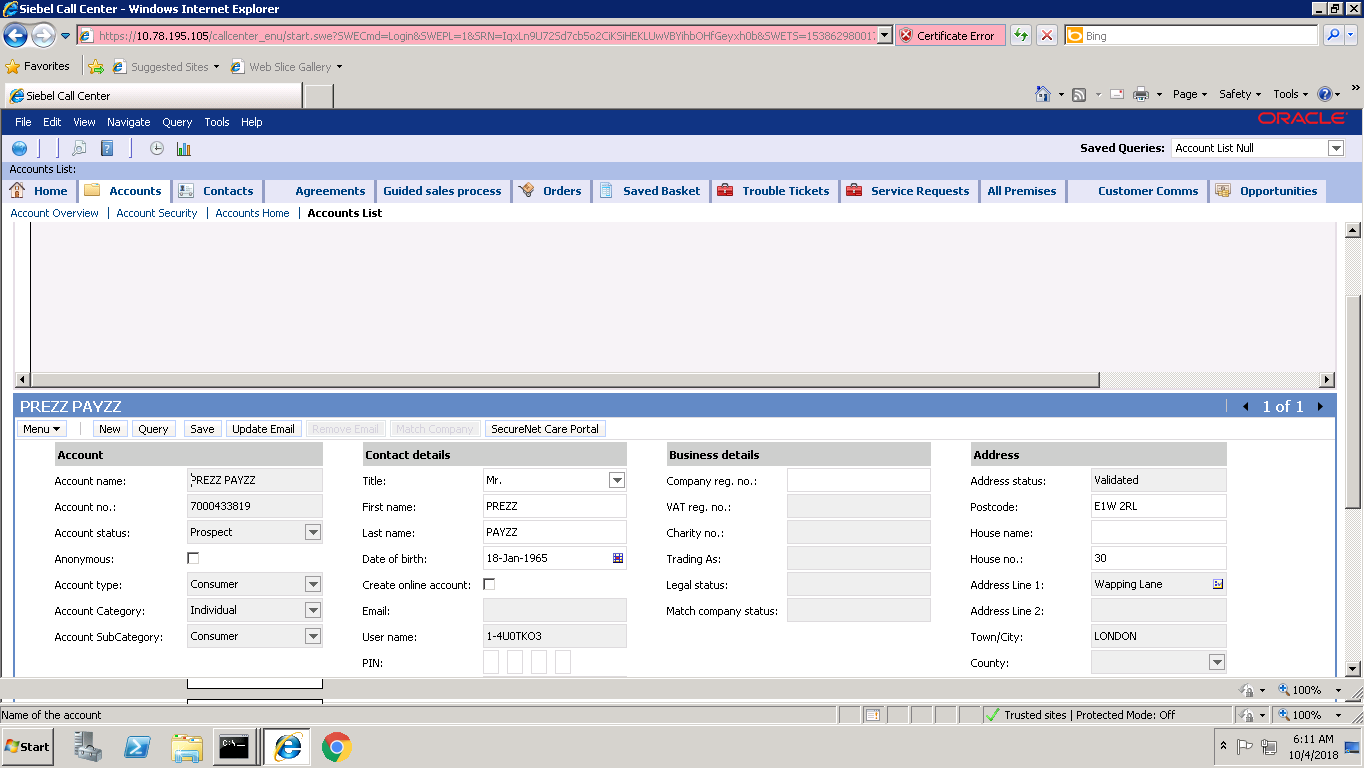 Siebel Call Center - Windows Internet Explorer
https://10.78.195.105/callcenter_enu/start.swe?SWECmd=Login&SWEPL=1&SRN= Certificate Error Bing
Favorites Suggested Sites Web Slice Gallery
Siebel Call Center Page Safety Tools
File Edit View Navigate Query Tools Help ORACLE
Saved Queries: Account List Null
Accounts List:
Home Accounts Contacts Agreements Guided sales process Orders Saved Basket Trouble Tickets Service Requests All Premises Customer Comms Opportunities
Account Overview | Account Security | Accounts Home | Accounts List
PREZZ PAYZZ 1 of 1
Menu New Query Save Update Email Remove Email Match Company SecureNet Care Portal
Account Contact details Business details Address
Account name: PREZZ PAYZZ Title: Mr. Company reg. no.: Address status: Validated
Account no.: 7000433819 First name: PREZZ VAT reg. no.: Postcode: E1W 2RL
Account status: Prospect Last name: PAYZZ Charity no.: House name:
Anonymous: Date of birth: 18-Jan-1965 Trading As: House no.: 30
Account type: Consumer Create online account: Legal status: Address Line 1: Wapping Lane
Account Category: Individual Email: Match company status: Address Line 2:
Account SubCategory: Consumer User name: 1-4U0TKO3 Town/City: LONDON
PIN: County:
100%
Name of the account Trusted sites | Protected Mode: Off 100%
Start 6:11 AM
10/4/2018